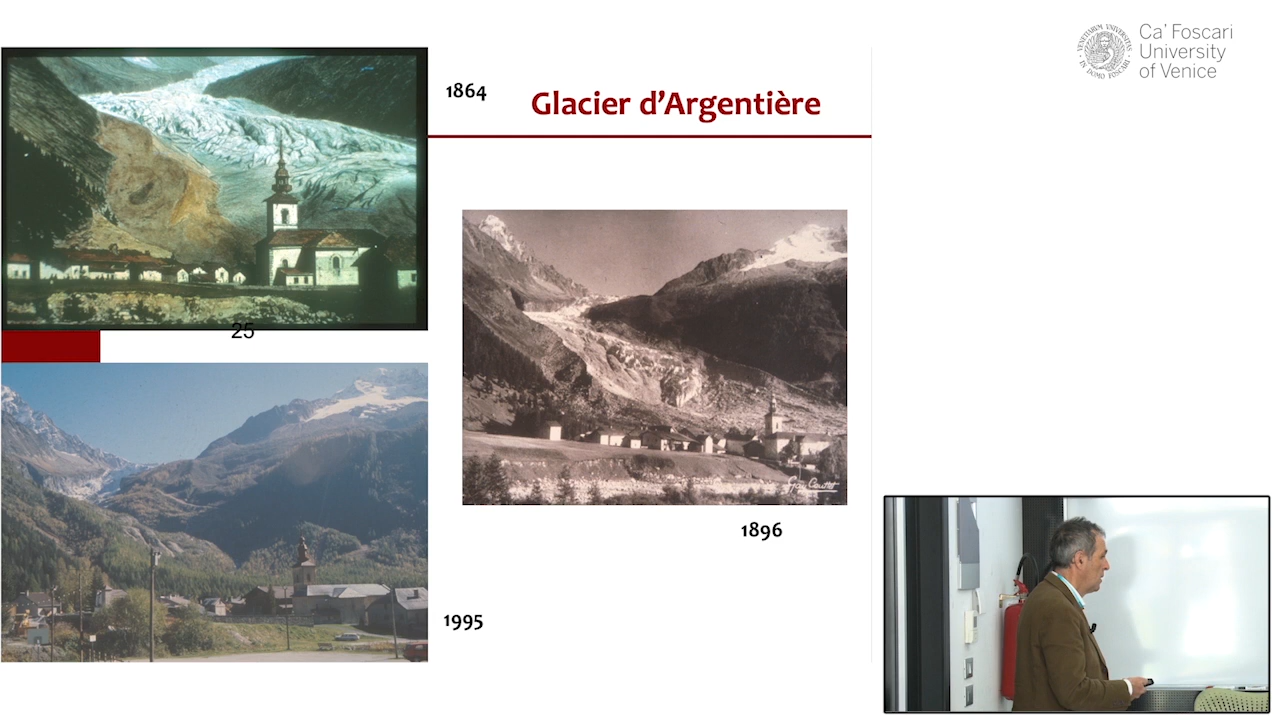 1864
Glacier d'Argentière
Ca' Foscari
University
of Venice
25
1896
1995